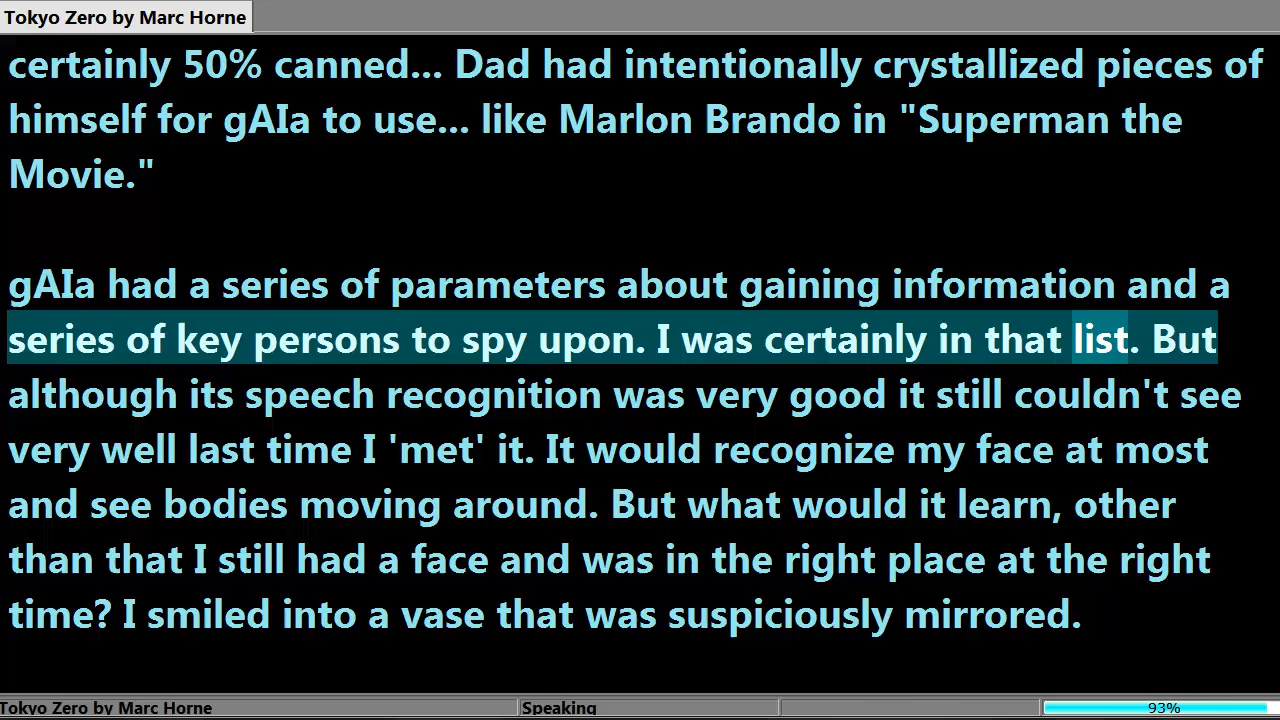 Tokyo Zero by Marc Horne
certainly 50% canned... Dad had intentionally crystallized pieces of
himself for gAIa to use... like Marlon Brando in "Superman the
Movie."
gAIa had a series of parameters about gaining information and a
series of key persons to spy upon. I was certainly in that list. But
although its speech recognition was very good it still couldn't see
very well last time I 'met' it. It would recognize my face at most
and see bodies moving around. But what would it learn, other
than that I still had a face and was in the right place at the right
time? I smiled into a vase that was suspiciously mirrored.
Tokyo Zero by Marc Horne
Speaking
93%